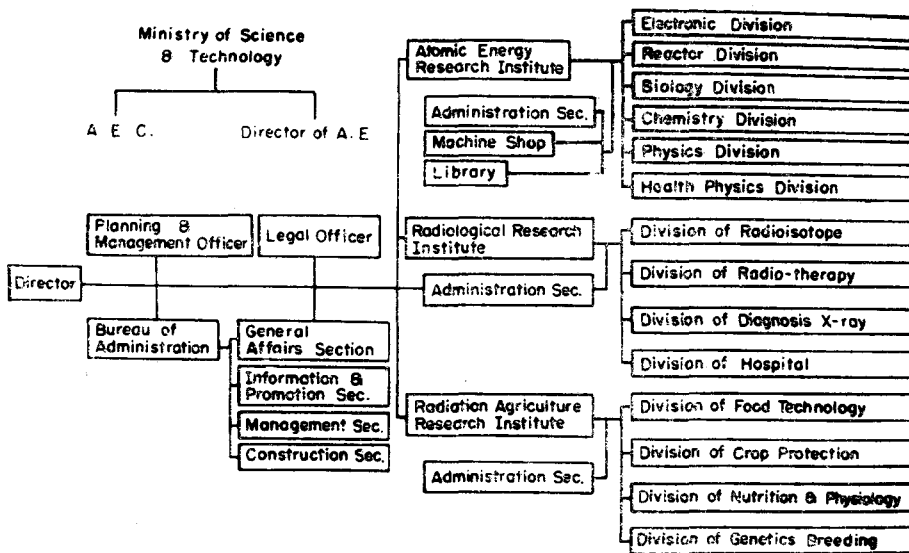 Ministry of Science
& Technology
A E C.
Director of A.E
Planning &
Management Officer
Legal Officer
Director
Bureau of
Administration
General
Affairs Section
Information &
Promotion Sec.
Management Sec.
Construction Sec.
Atomic Energy
Research Institute
Administration Sec.
Machine Shop
Library
Electronic Division
Reactor Division
Biology Division
Chemistry Division
Physics Division
Health Physics Division
Radiological Research
Institute
Administration Sec.
Division of Radioisotope
Division of Radio-therapy
Division of Diagnosis X-ray
Division of Hospital
Radiation Agriculture
Research Institute
Administration Sec.
Division of Food Technology
Division of Crop Protection
Division of Nutrition & Physiology
Division of Genetics Breeding